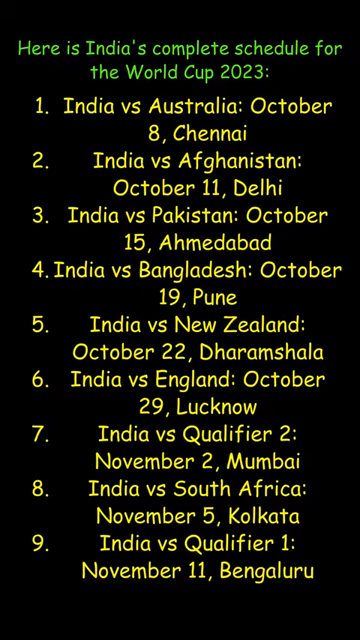 Here is India's complete schedule for
the World Cup 2023:
1. India vs Australia: October
8, Chennai
2. India vs Afghanistan:
October 11, Delhi
3. India vs Pakistan: October
15, Ahmedabad
4. India vs Bangladesh: October
19, Pune
5. India vs New Zealand:
October 22, Dharamshala
6. India vs England: October
29, Lucknow
7. India vs Qualifier 2:
November 2, Mumbai
8. India vs South Africa:
November 5, Kolkata
9. India vs Qualifier 1:
November 11, Bengaluru